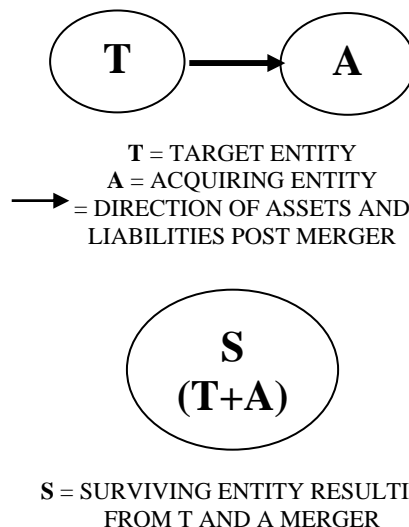 T A
T = TARGET ENTITY
A = ACQUIRING ENTITY
= DIRECTION OF ASSETS AND
LIABILITIES POST MERGER
S
(T+A)
S = SURVIVING ENTITY RESULTI
FROM T AND A MERGER